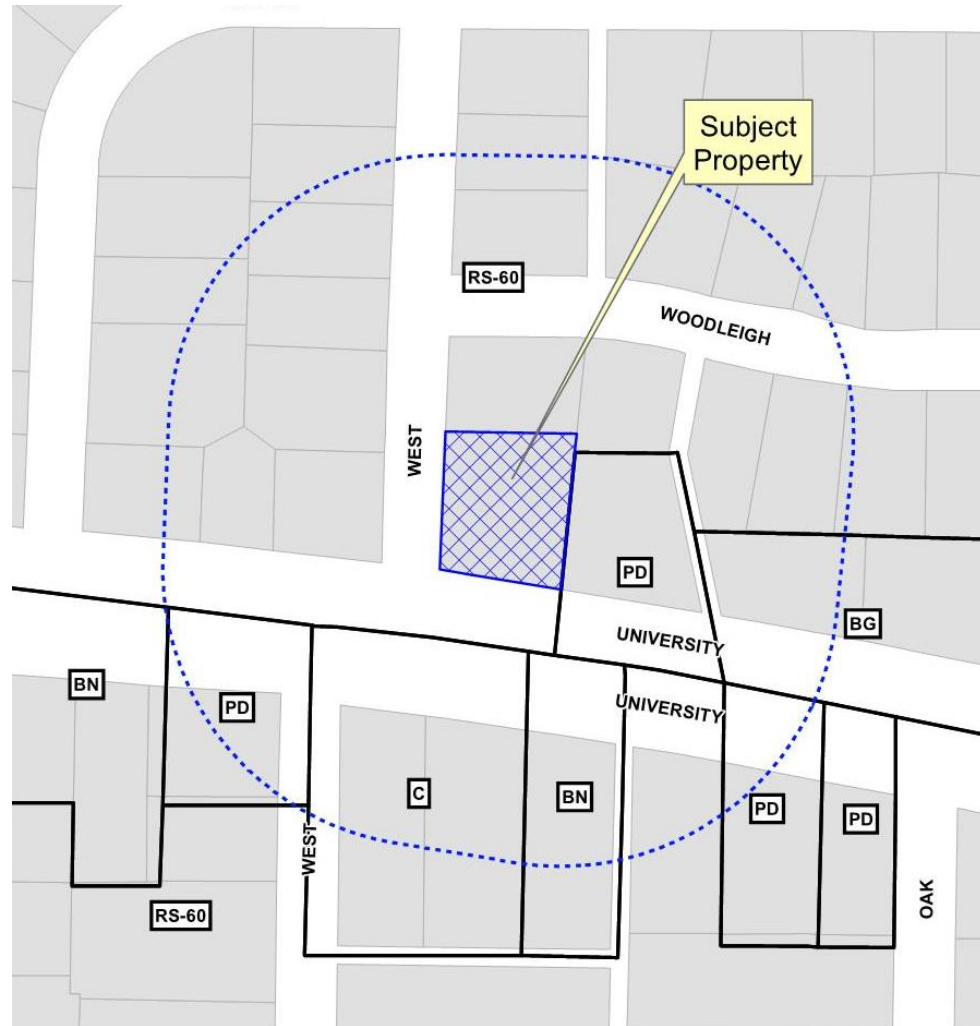 Subject
Property
RS-60
WOODLEIGH
WEST
PD
BG
UNIVERSITY
BN
PD
UNIVERSITY
C
BN
PD
PD
WEST
OAK
RS-60